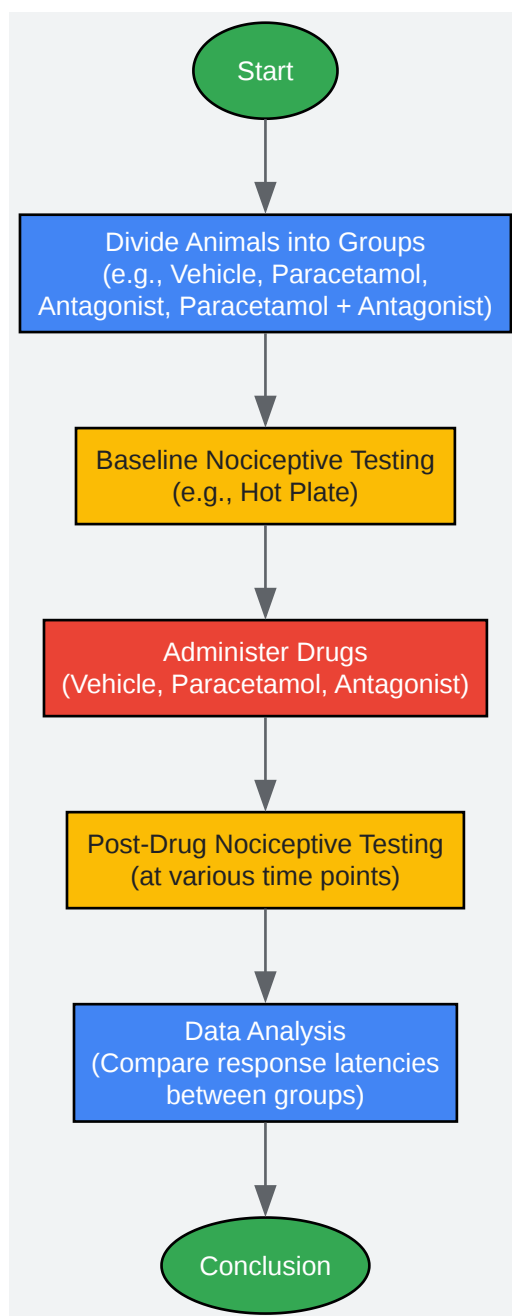 Start
Divide Animals into Groups
(e.g., Vehicle, Paracetamol,
Antagonist, Paracetamol + Antagonist)
Baseline Nociceptive Testing
(e.g., Hot Plate)
Administer Drugs
(Vehicle, Paracetamol, Antagonist)
Post-Drug Nociceptive Testing
(at various time points)
Data Analysis
(Compare response latencies
between groups)
Conclusion